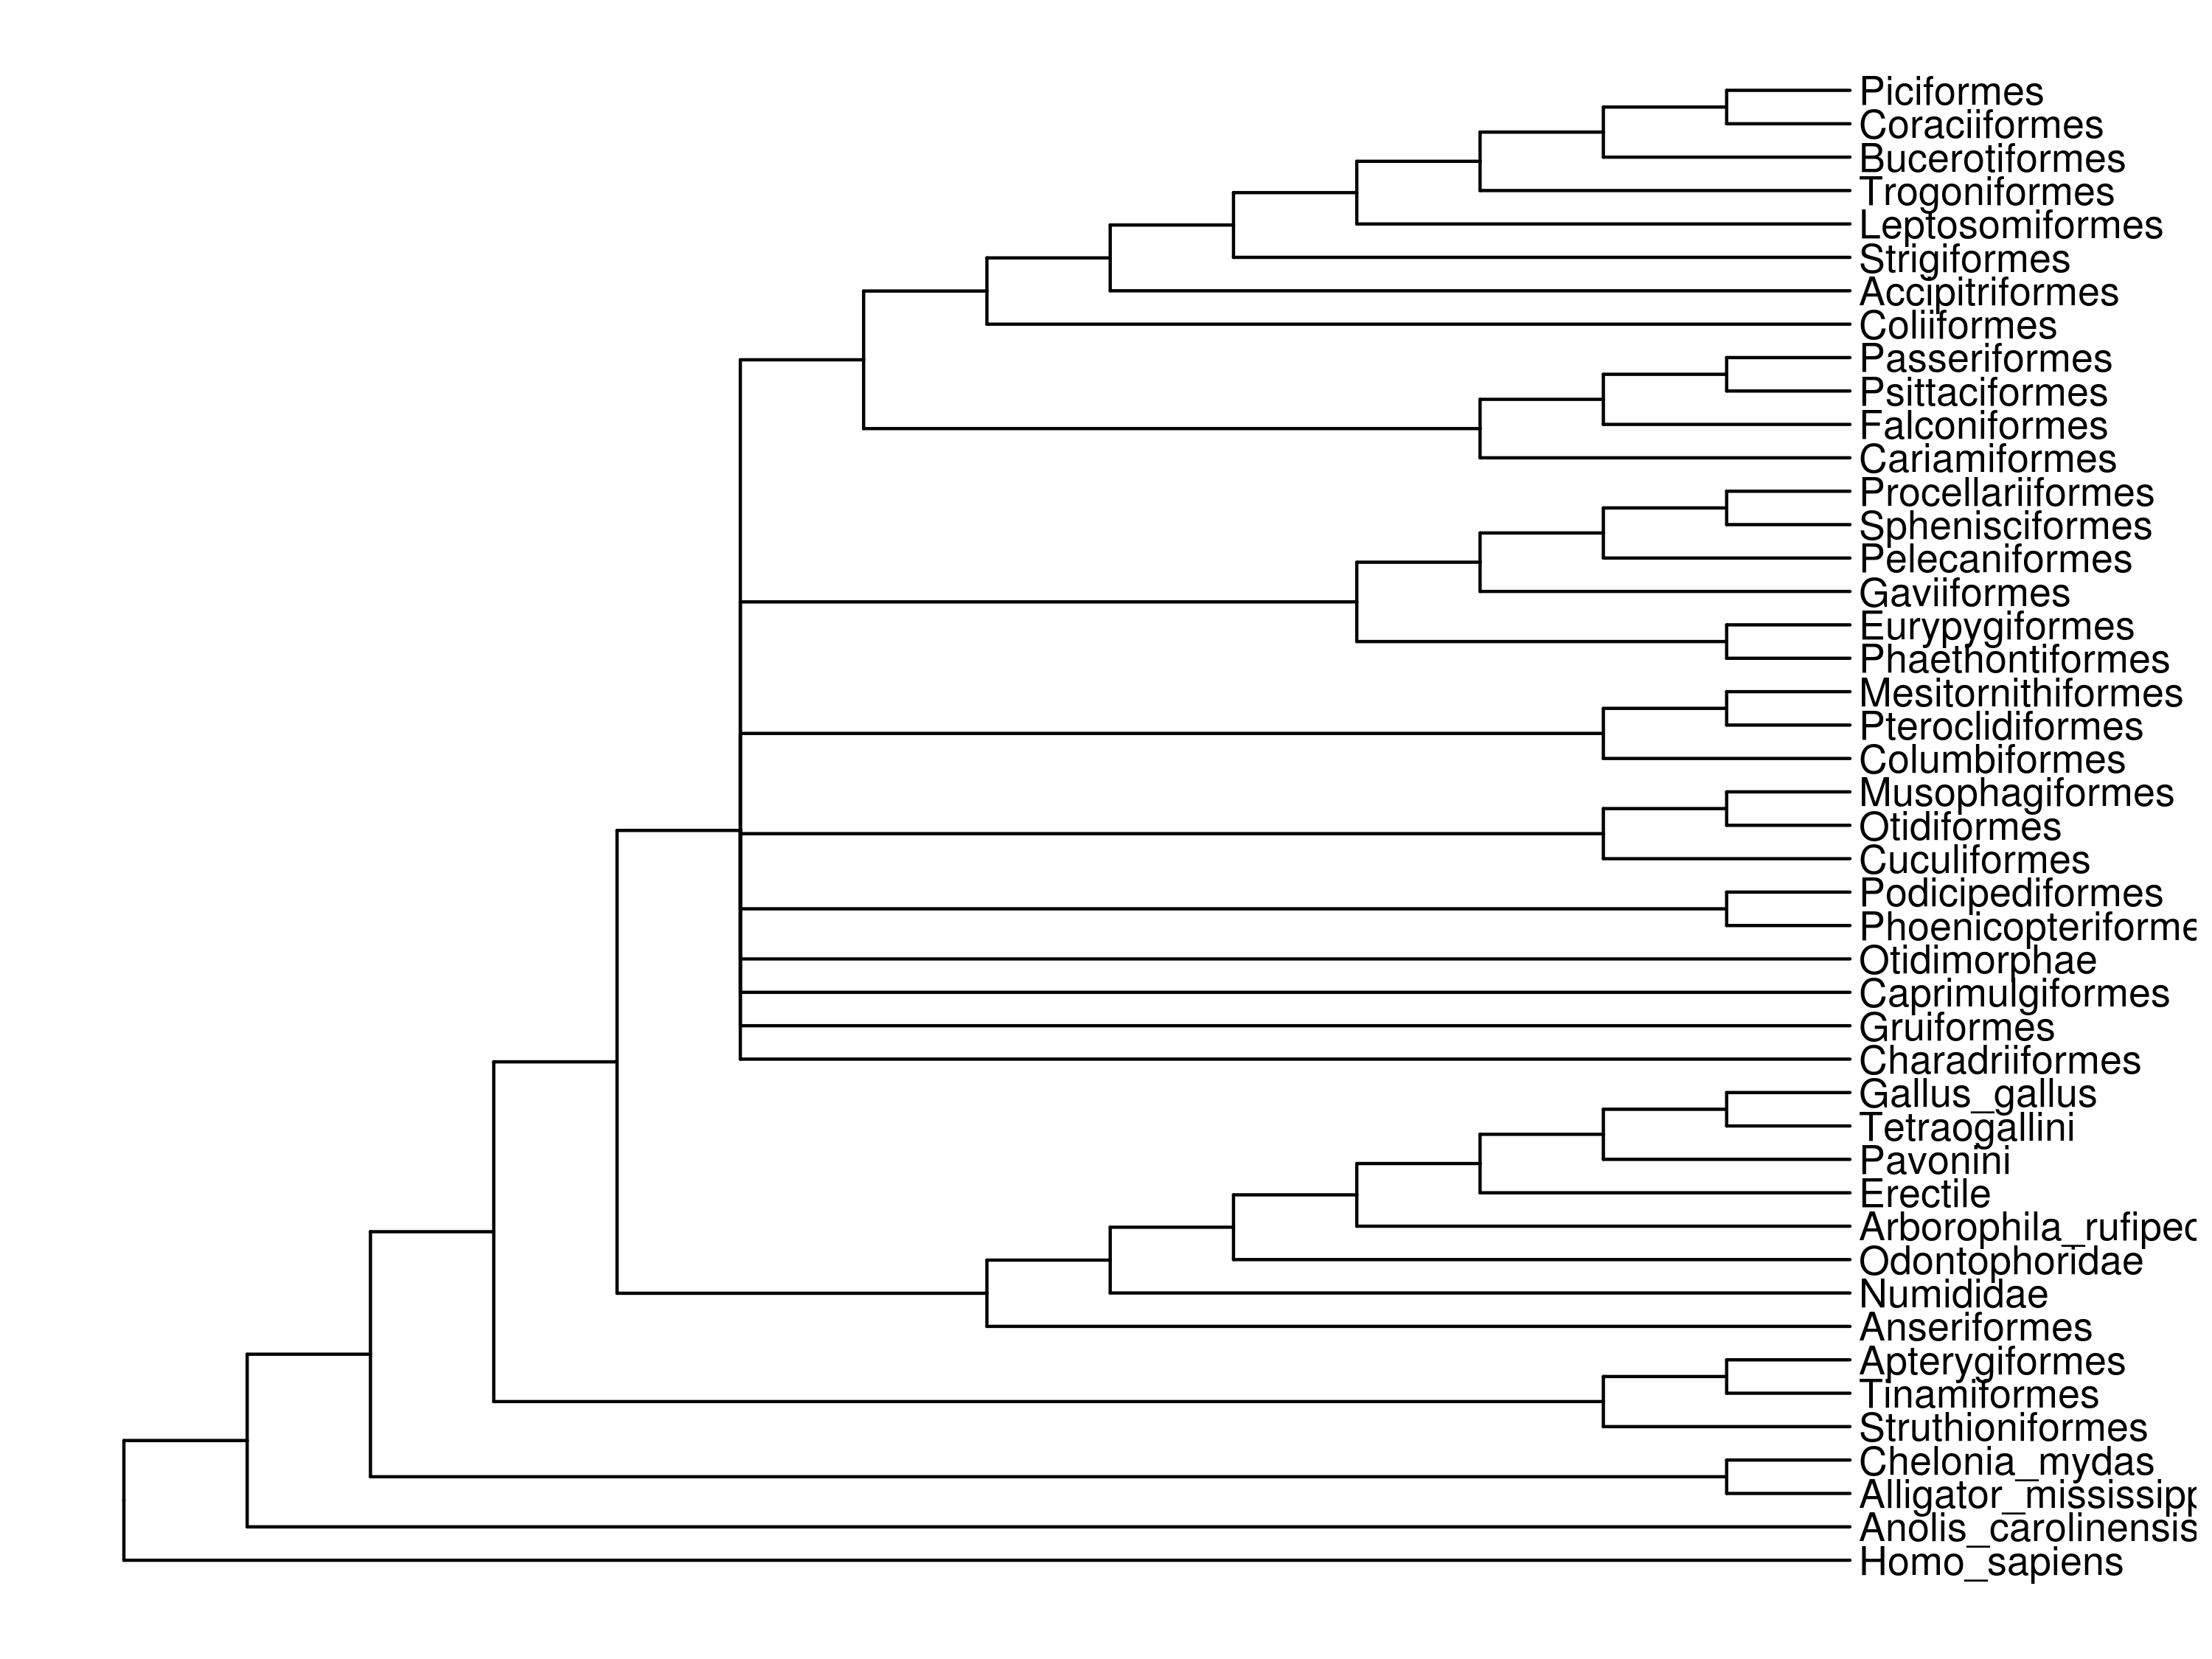 Piciformes
Coraciiformes
Bucerotiformes
Trogoniformes
Leptosomiformes
Strigiformes
Accipitriformes
Coliiformes
Passeriformes
Psittaciformes
Falconiformes
Cariamiformes
Procellariiformes
Sphenisciformes
Pelecaniformes
Gaviiformes
Eurypygiformes
Phaethontiformes
Mesitornithiformes
Pteroclidiformes
Columbiformes
Musophagiformes
Otidiformes
Cuculiformes
Podicipediformes
Phoenicopteriforme
Otidimorphae
Caprimulgiformes
Gruiformes
Charadriiformes
Gallus_gallus
Tetraogallini
Pavonini
Erectile
Arborophila_rufipec
Odontophoridae
Numididae
Anseriformes
Apterygiformes
Tinamiformes
Struthioniformes
Chelonia_mydas
Alligator_mississipp
Anolis_carolinensis
Homo_sapiens